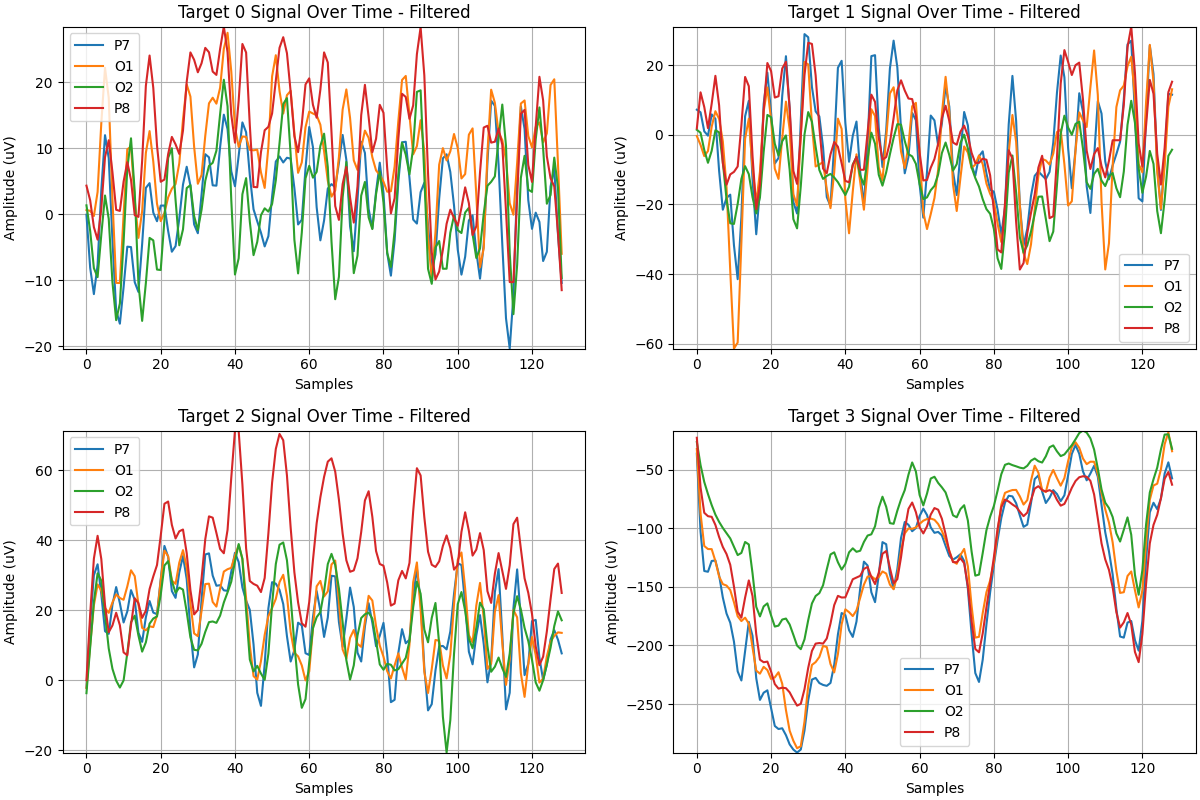 Target 0 Signal Over Time - Filtered
Amplitude (uV)
20
10
0
−10
−20
P7
O1
O2
P8
0 20 40 60 80 100 120
Samples
Target 1 Signal Over Time - Filtered
Amplitude (uV)
20
0
−20
−40
−60
P7
O1
O2
P8
0 20 40 60 80 100 120
Samples
Target 2 Signal Over Time - Filtered
Amplitude (uV)
60
40
20
0
−20
P7
O1
O2
P8
0 20 40 60 80 100 120
Samples
Target 3 Signal Over Time - Filtered
Amplitude (uV)
−50
−100
−150
−200
−250
P7
O1
O2
P8
0 20 40 60 80 100 120
Samples